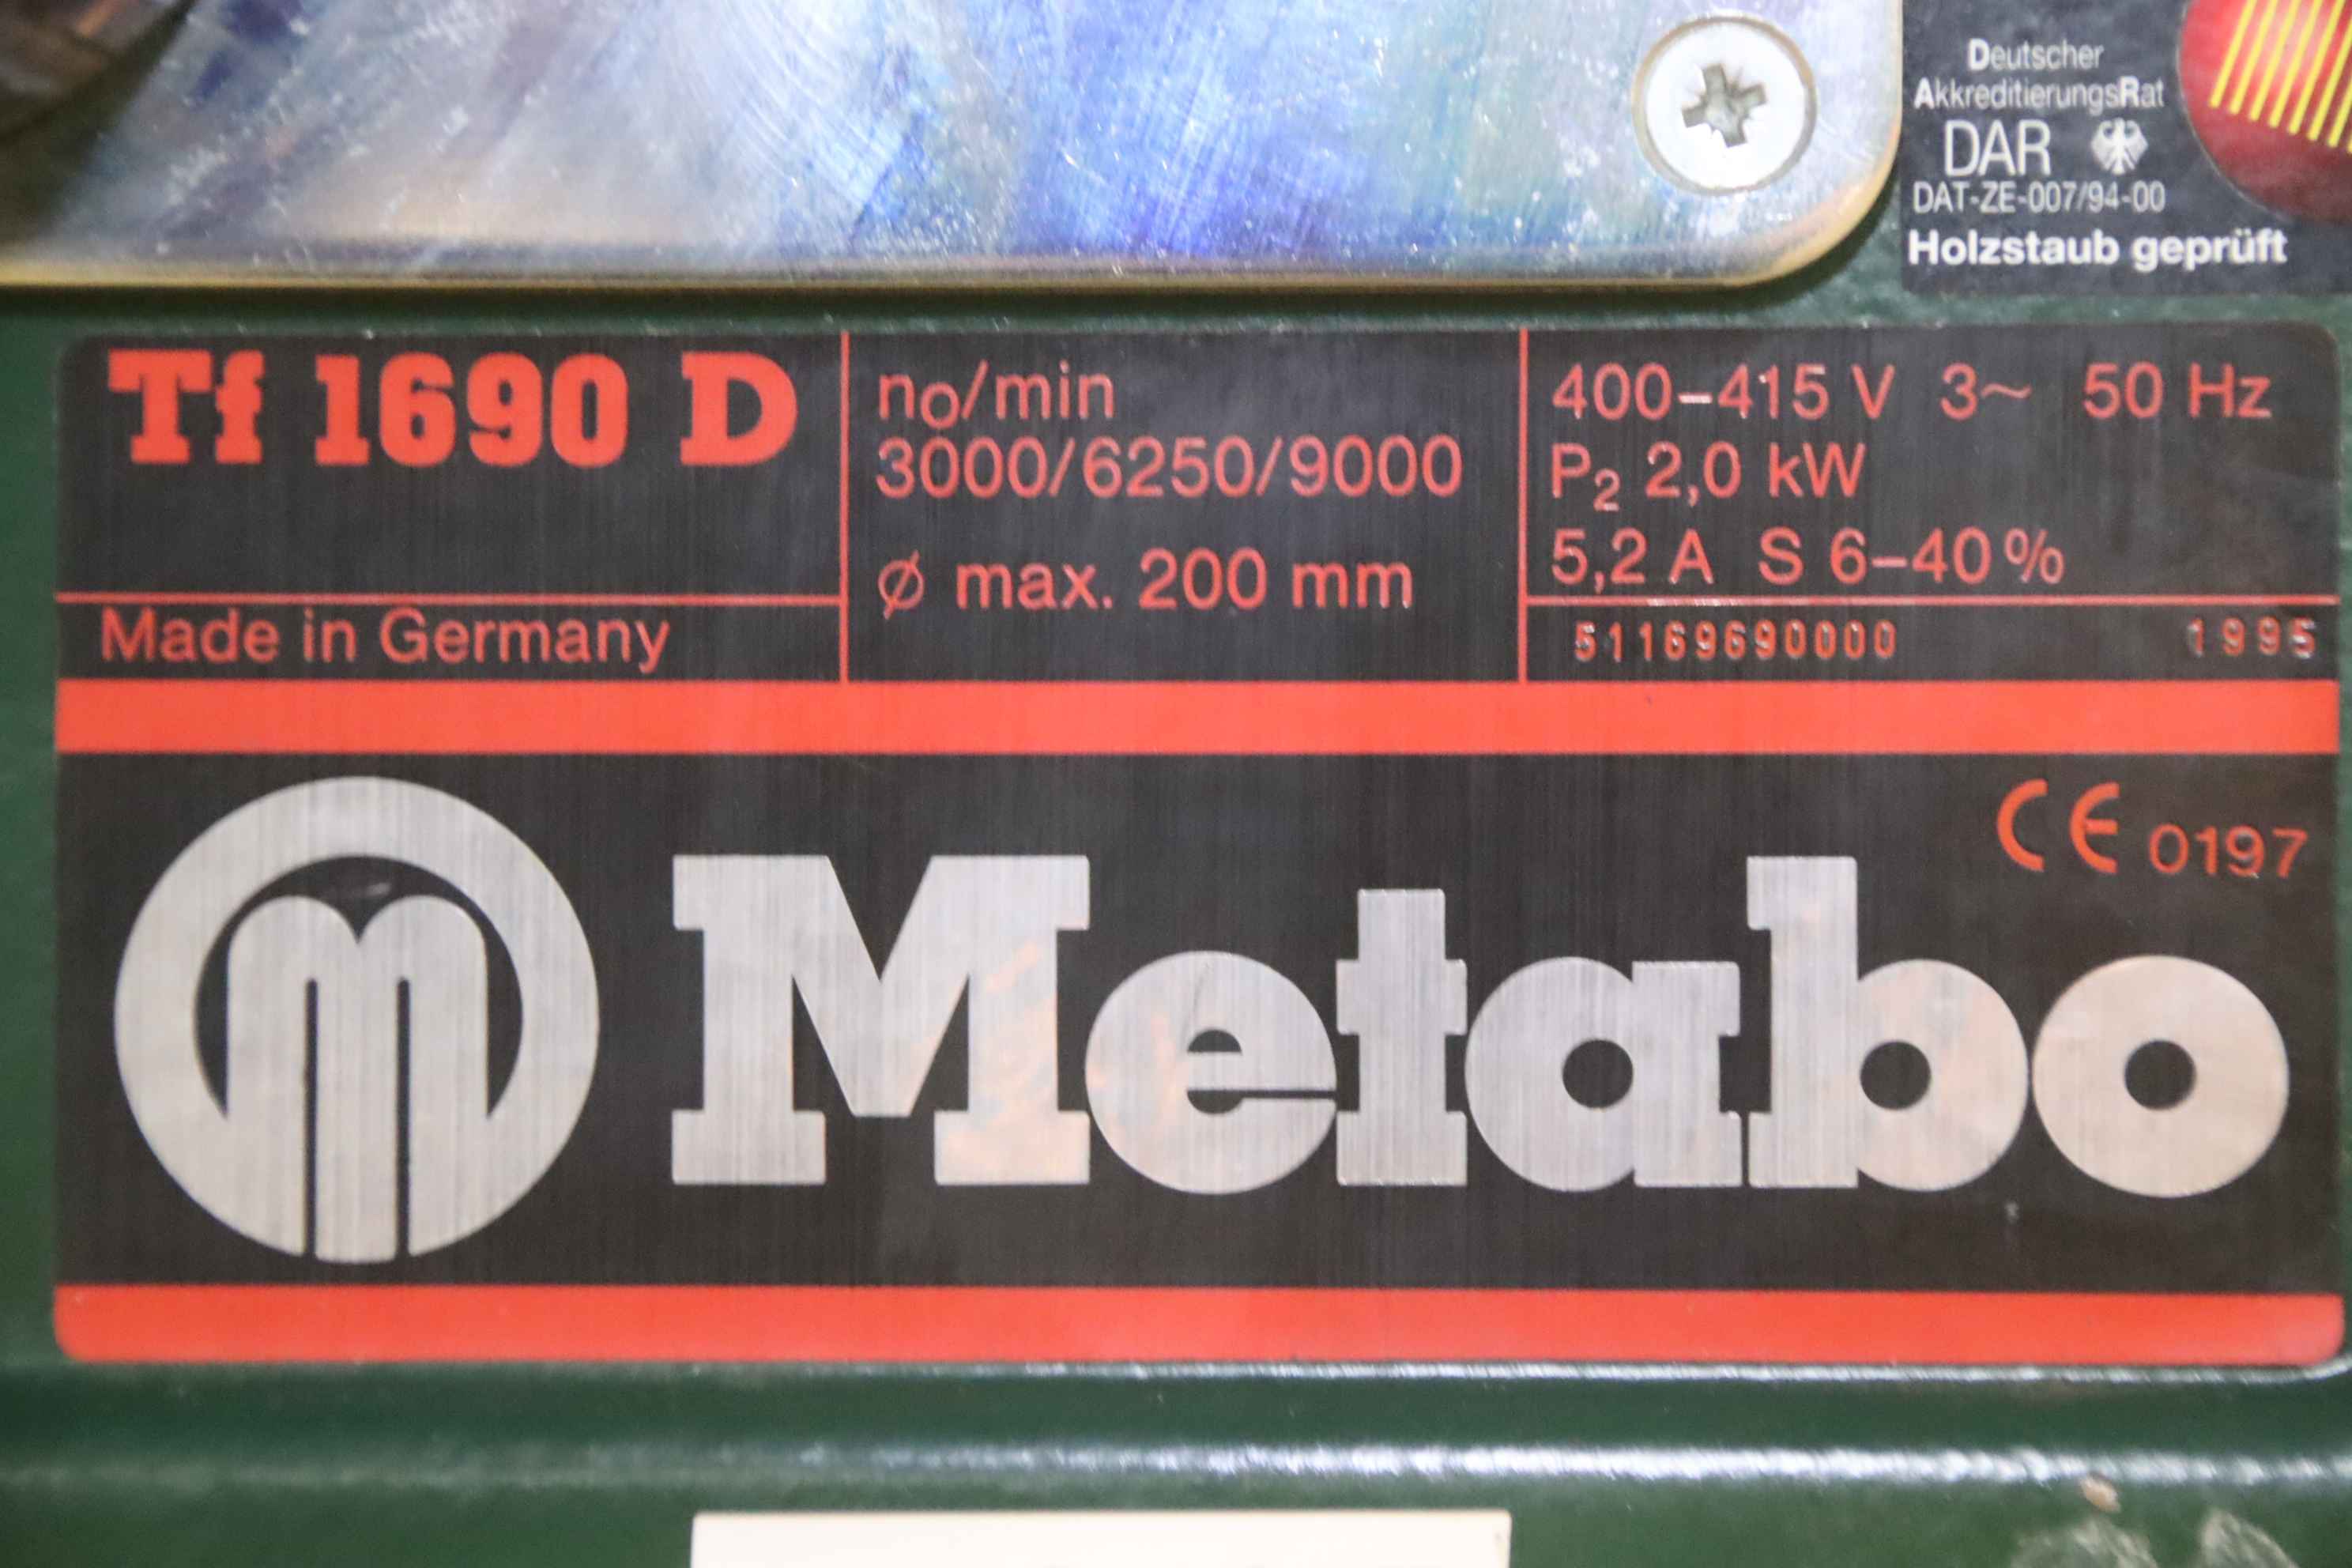 Deutscher
AkkreditierungsRat
DAR
DAT-ZE-007/94-00
Holzstaub geprüft
Tf 1690 D
Made in Germany
no/min
3000/6250/9000
ø max. 200 mm
400–415 V 3~ 50 Hz
P₂ 2,0 kW
5,2 A S 6–40%
51169690000 1995
CE 0197
Metabo